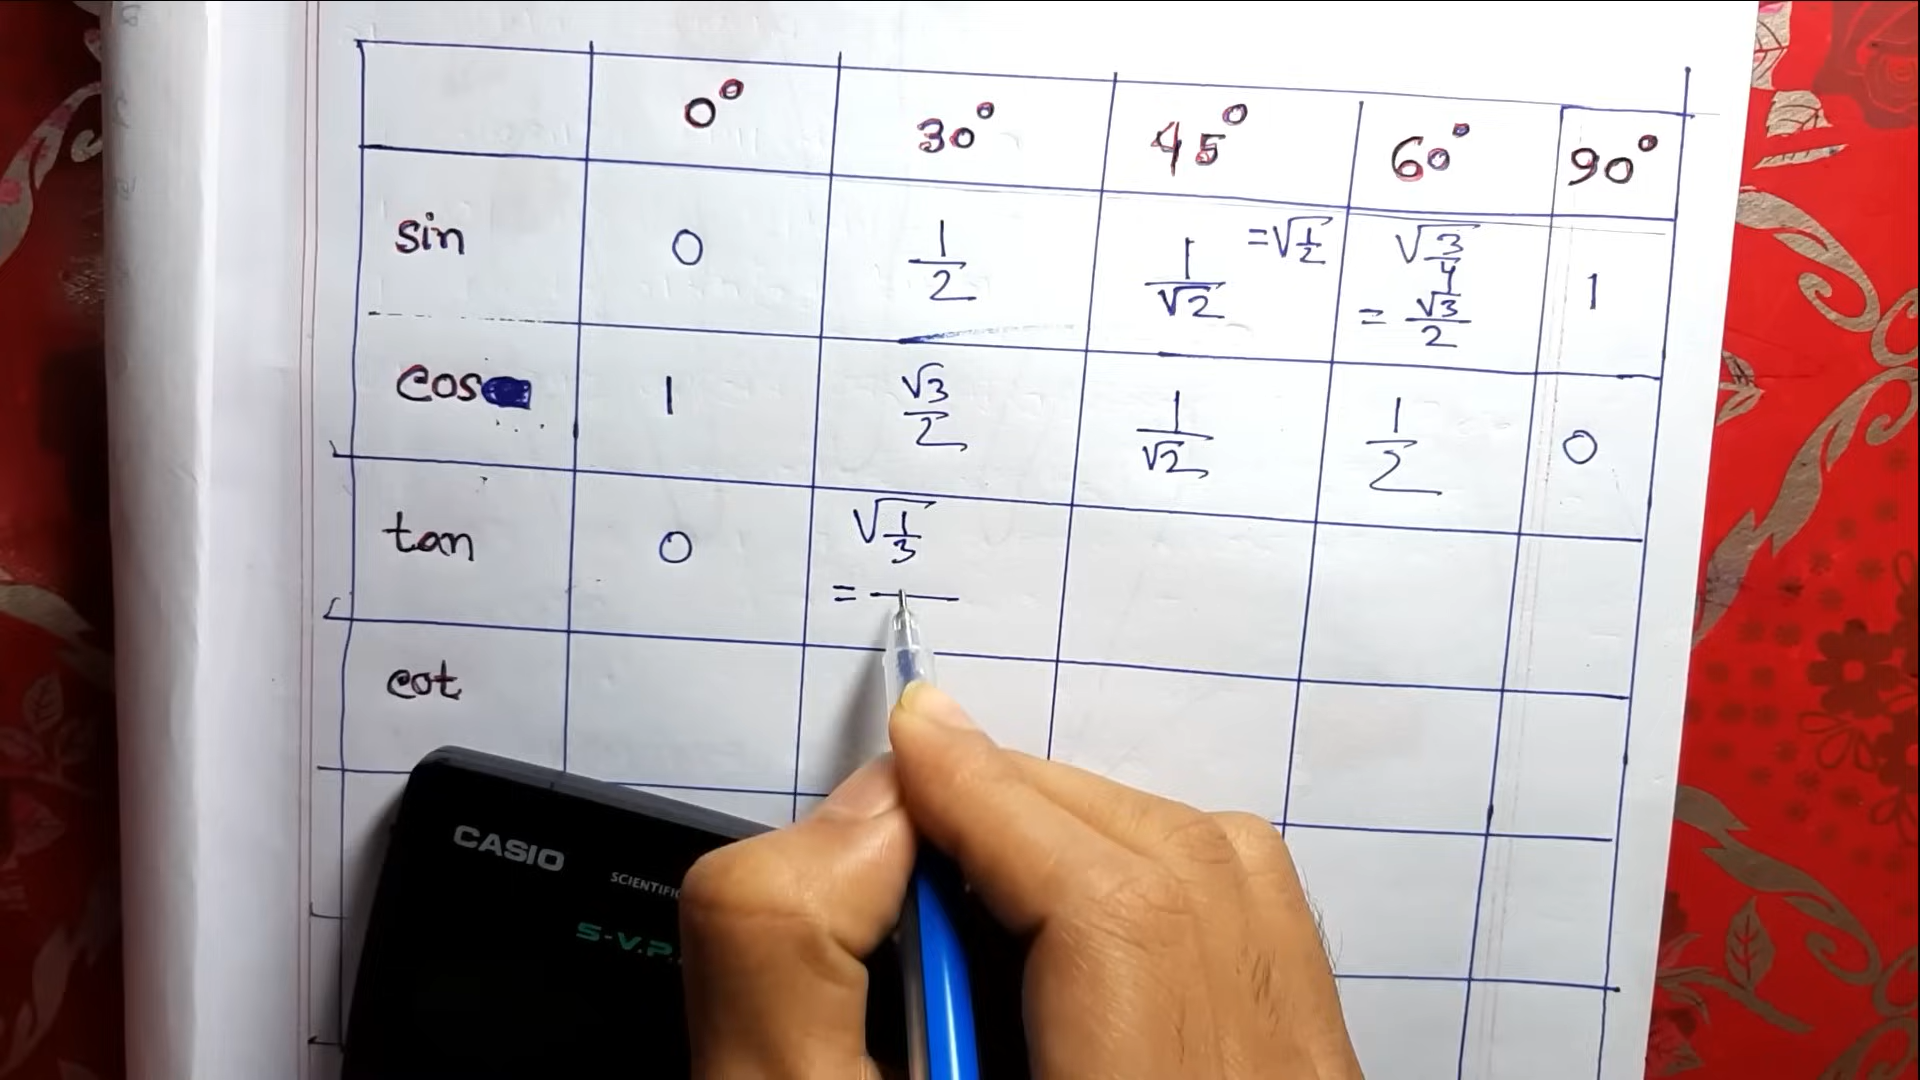 0° 30° 45° 60° 90°
sin 0 1/2 1/√2 =√1/2 √3/4 = √3/2 1
cos 1 √3/2 1/√2 1/2 0
tan 0 √1/3 =
cot
CASIO
SCIENTIFIC
S-V.P.